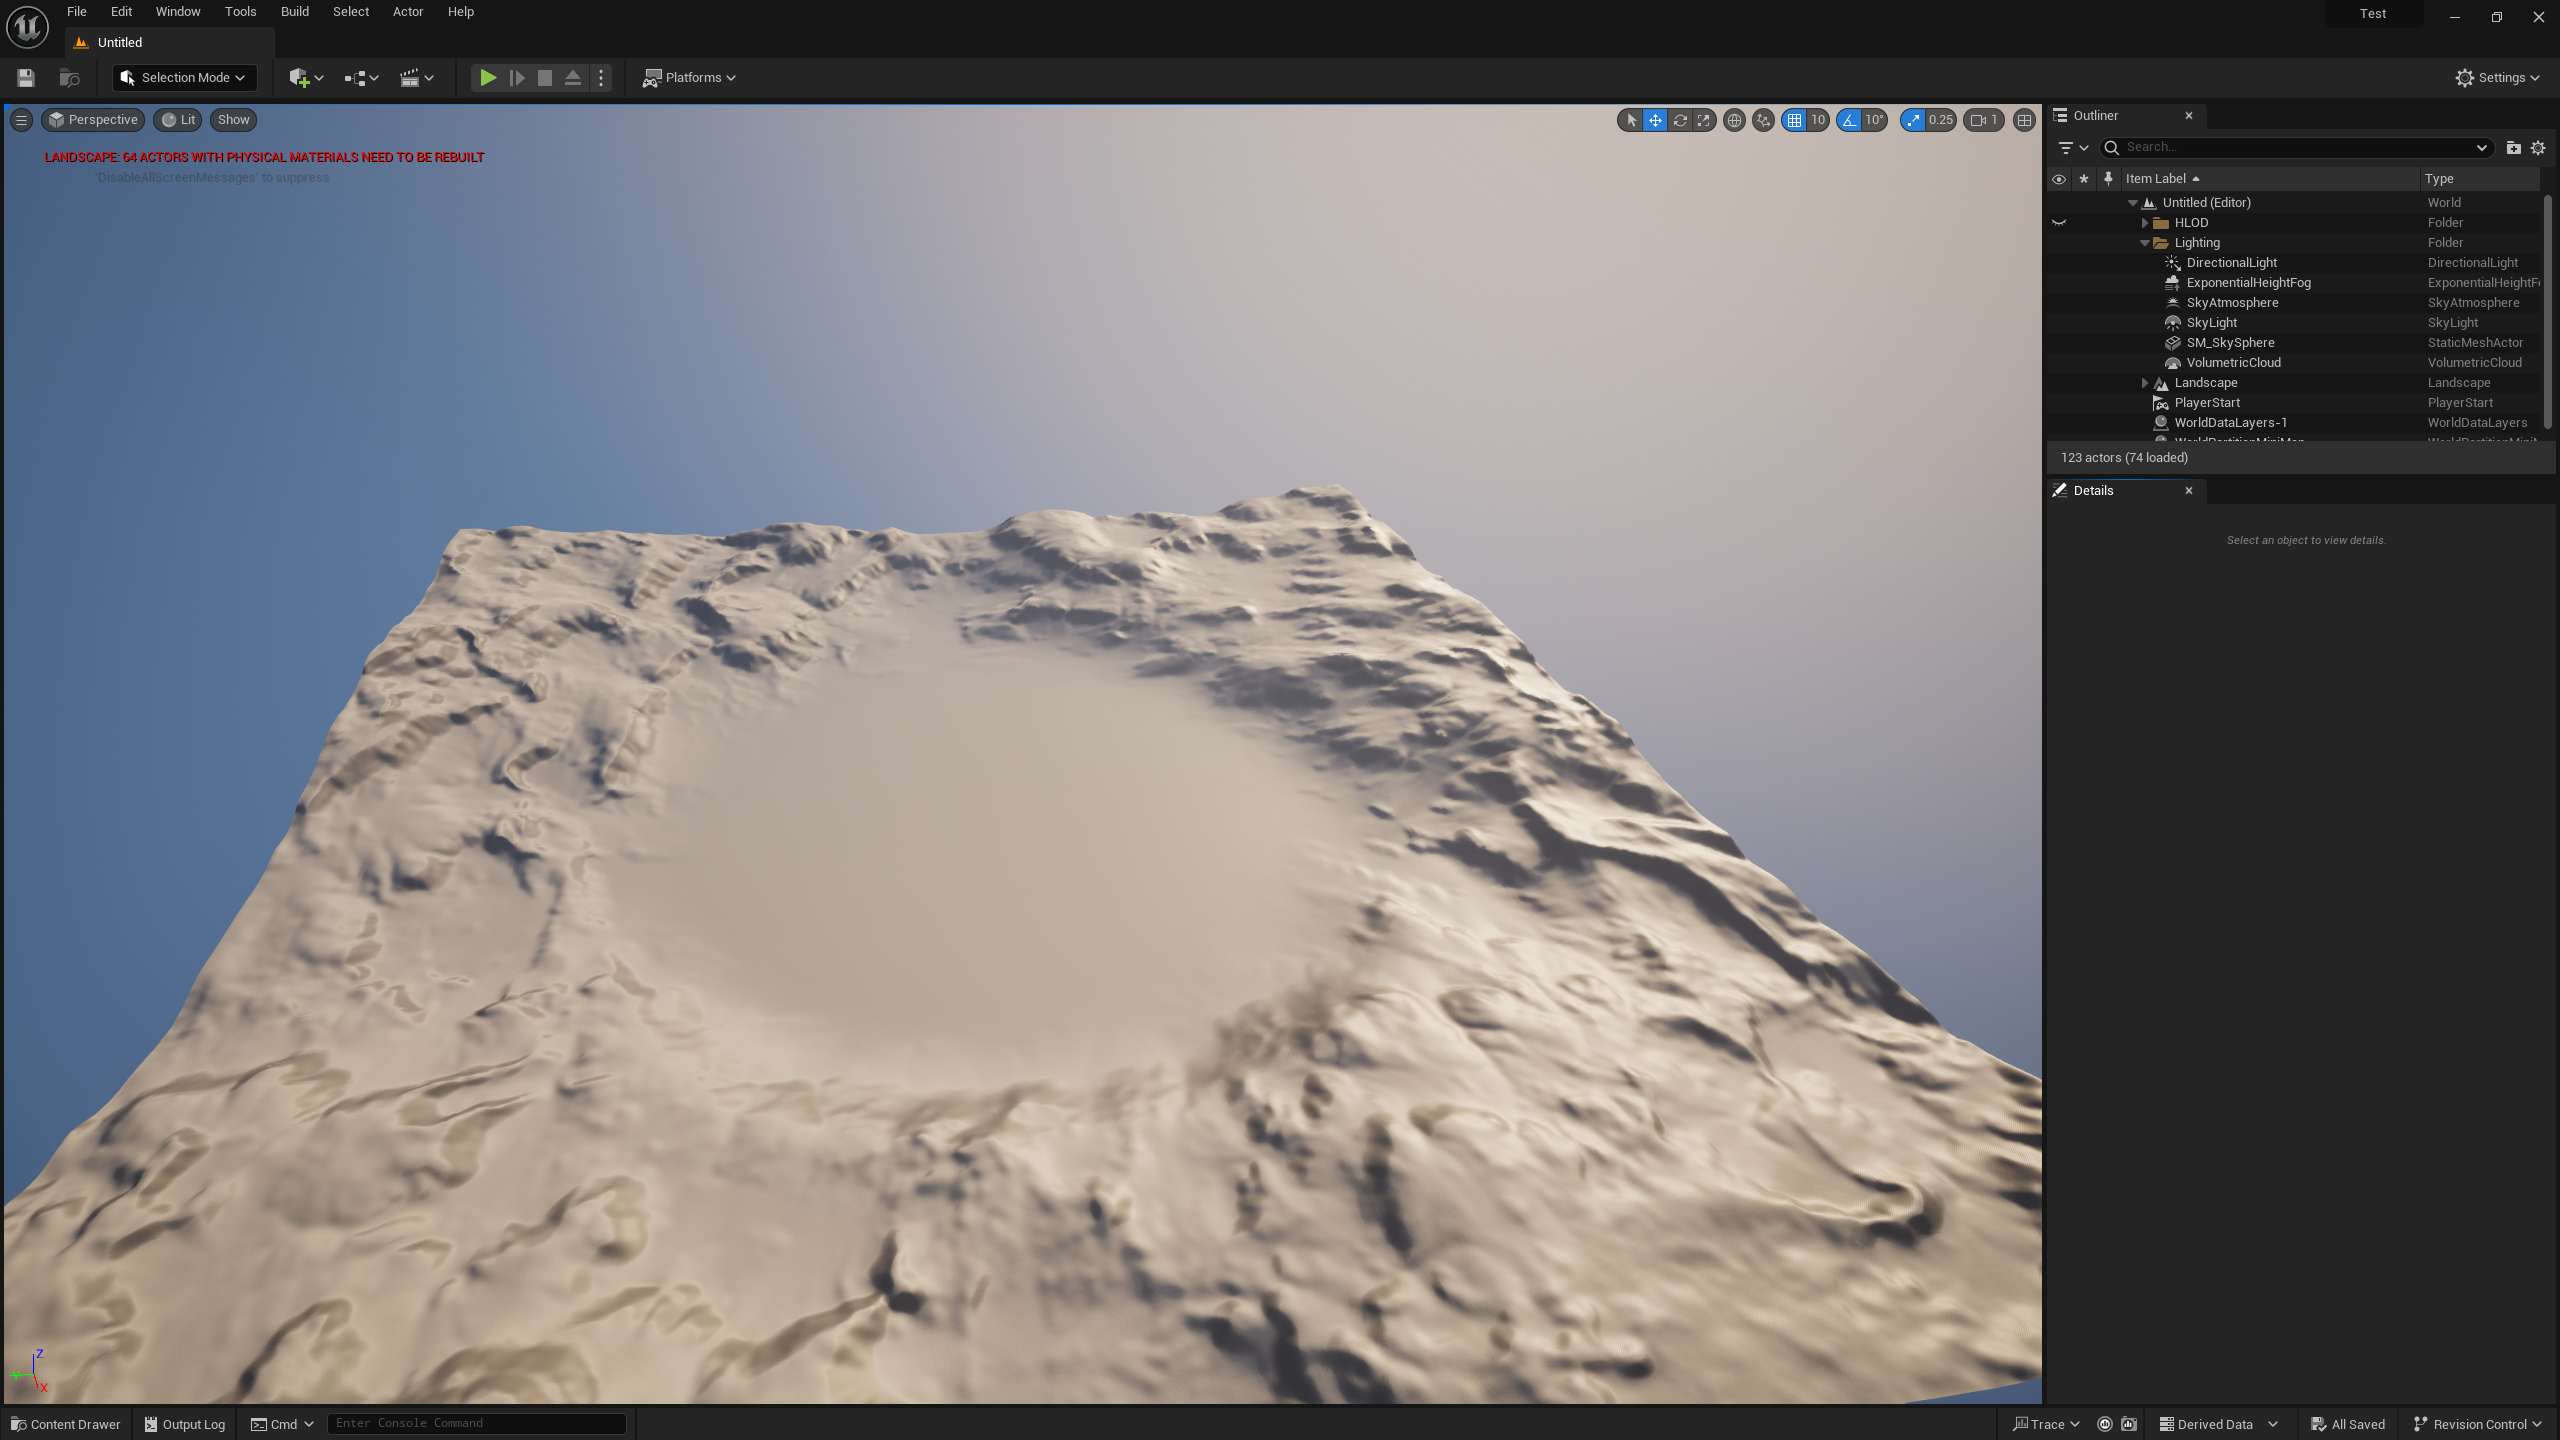 File Edit Window Tools Build Select Actor Help
Test
Untitled
Selection Mode
Platforms
Settings
Perspective Lit Show
10 10° 0.25 1
LANDSCAPE: 64 ACTORS WITH PHYSICAL MATERIALS NEED TO BE REBUILT
'DisableAllScreenMessages' to suppress
Outliner
Search...
Item Label Type
Untitled (Editor) World
HLOD Folder
Lighting Folder
DirectionalLight DirectionalLight
ExponentialHeightFog ExponentialHeightF
SkyAtmosphere SkyAtmosphere
SkyLight SkyLight
SM_SkySphere StaticMeshActor
VolumetricCloud VolumetricCloud
Landscape Landscape
PlayerStart PlayerStart
WorldDataLayers-1 WorldDataLayers
123 actors (74 loaded)
Details
Select an object to view details.
Z
Y
X
Content Drawer Output Log Cmd Enter Console Command
Trace Derived Data All Saved Revision Control